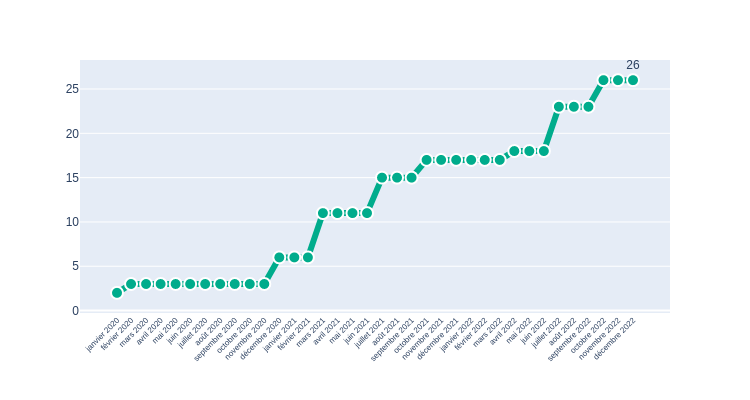 26
25
20
15
10
5
0
janvier 2020
février 2020
mars 2020
avril 2020
mai 2020
juin 2020
juillet 2020
août 2020
septembre 2020
octobre 2020
novembre 2020
décembre 2020
janvier 2021
février 2021
mars 2021
avril 2021
mai 2021
juin 2021
juillet 2021
août 2021
septembre 2021
octobre 2021
novembre 2021
décembre 2021
janvier 2022
février 2022
mars 2022
avril 2022
mai 2022
juin 2022
juillet 2022
août 2022
septembre 2022
octobre 2022
novembre 2022
décembre 2022